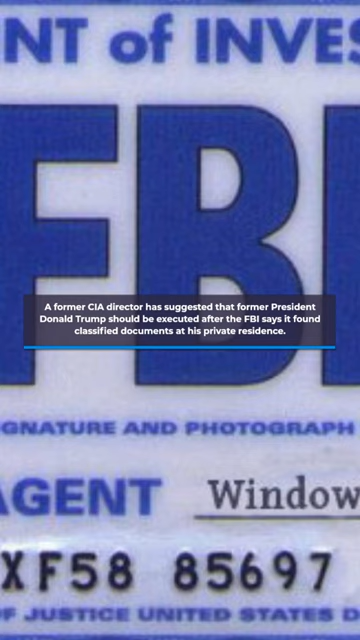 NT of INVES
FBI
A former CIA director has suggested that former President
Donald Trump should be executed after the FBI says it found
classified documents at his private residence.
GNATURE AND PHOTOGRAPH
AGENT Window
XF58 85697
OF JUSTICE UNITED STATES D